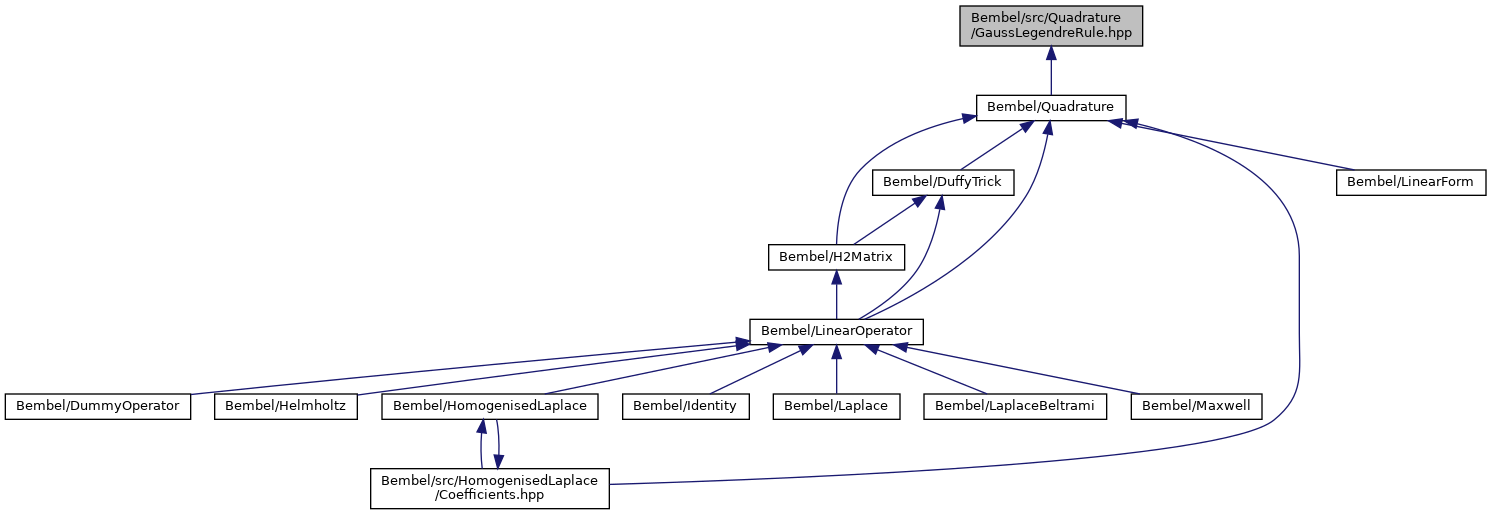 Bembel/src/Quadrature
/GaussLegendreRule.hpp
Bembel/Quadrature
Bembel/DuffyTrick
Bembel/LinearForm
Bembel/H2Matrix
Bembel/LinearOperator
Bembel/DummyOperator
Bembel/Helmholtz
Bembel/HomogenisedLaplace
Bembel/Identity
Bembel/Laplace
Bembel/LaplaceBeltrami
Bembel/Maxwell
Bembel/src/HomogenisedLaplace
/Coefficients.hpp